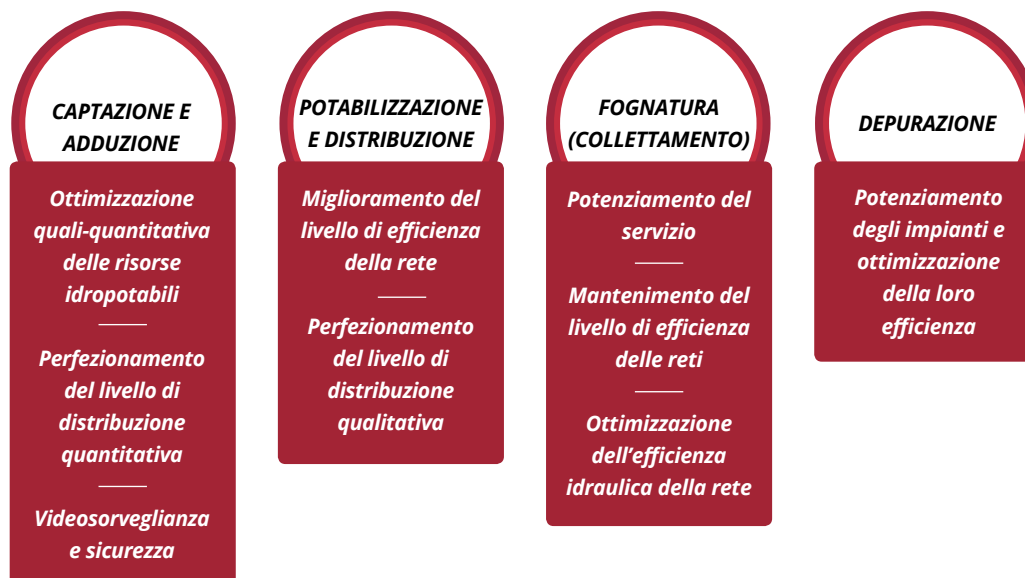 CAPTAZIONE E
ADDUZIONE
Ottimizzazione
quali-quantitativa
delle risorse
idropotabili
Perfezionamento
del livello di
distribuzione
quantitativa
Videosorveglianza
e sicurezza
POTABILIZZAZIONE
E DISTRIBUZIONE
Miglioramento del
livello di efficienza
della rete
Perfezionamento
del livello di
distribuzione
qualitativa
FOGNATURA
(COLLETTAMENTO)
Potenziamento del
servizio
Mantenimento del
livello di efficienza
delle reti
Ottimizzazione
dell'efficienza
idraulica della rete
DEPURAZIONE
Potenziamento
degli impianti e
ottimizzazione
della loro
efficienza